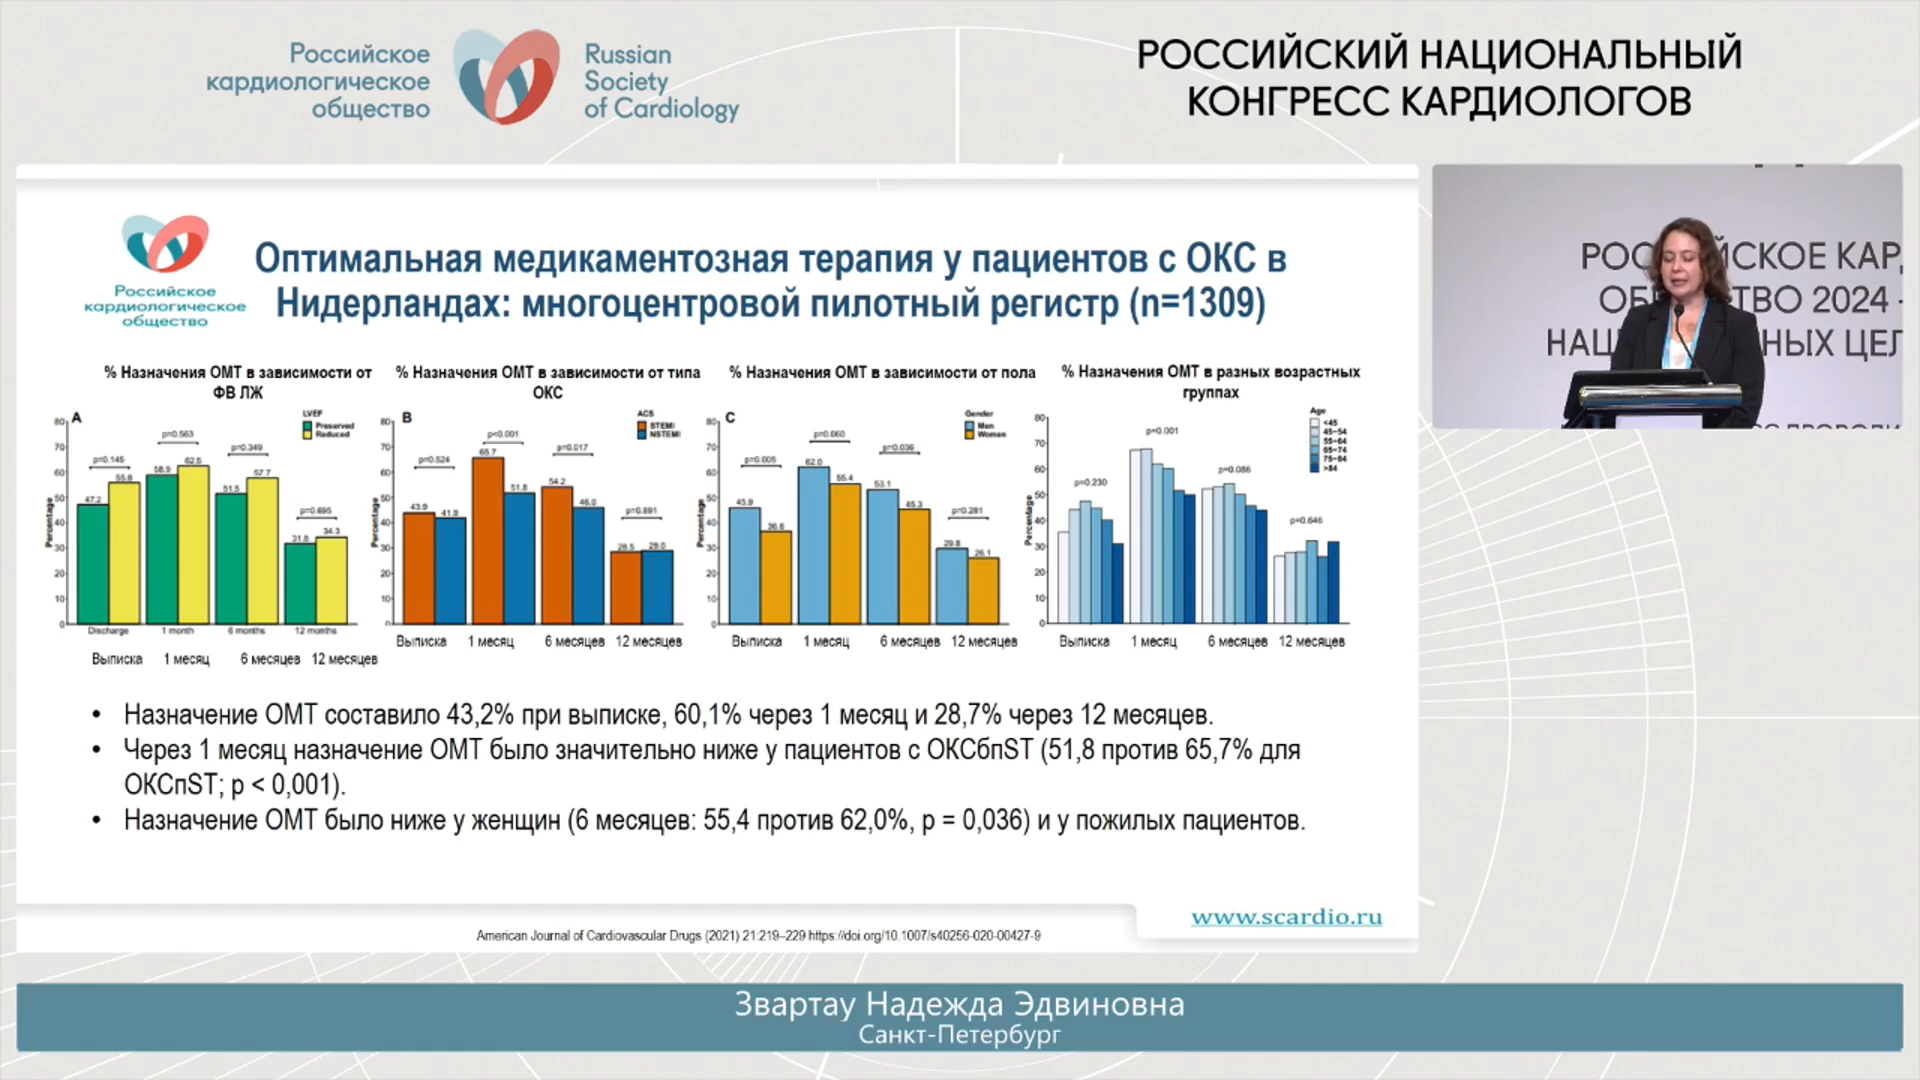 Российское
кардиологическое
общество
Russian
Society
of Cardiology
РОССИЙСКИЙ НАЦИОНАЛЬНЫЙ
КОНГРЕСС КАРДИОЛОГОВ
Российское
кардиологическое
общество
Оптимальная медикаментозная терапия у пациентов с ОКС в
Нидерландах: многоцентровой пилотный регистр (n=1309)
% Назначения ОМТ в зависимости от
ФВ ЛЖ
A
LVEF
Preserved
Reduced
Percentage
80
70
60
50
40
30
20
10
0
p=0.145
p=0.563
p=0.349
p=0.695
47.2
55.8
58.9
62.5
51.5
57.7
31.8
34.3
Discharge
1 month
6 months
12 months
Выписка
1 месяц
6 месяцев
12 месяцев
% Назначения ОМТ в зависимости от типа
ОКС
B
ACS
STEMI
NSTEMI
Percentage
80
70
60
50
40
30
20
10
0
p=0.524
p<0.001
p=0.017
p=0.891
43.9
41.9
65.7
51.8
54.2
46.0
28.5
29.0
Выписка
1 месяц
6 месяцев
12 месяцев
% Назначения ОМТ в зависимости от пола
C
Gender
Men
Women
Percentage
80
70
60
50
40
30
20
10
0
p=0.005
p=0.060
p=0.036
p=0.281
45.9
36.6
62.0
55.4
53.1
45.3
29.8
26.1
Выписка
1 месяц
6 месяцев
12 месяцев
% Назначения ОМТ в разных возрастных
группах
Age
<45
45–54
55–64
65–74
75–84
>84
Percentage
80
70
60
50
40
30
20
10
0
p=0.230
p=0.001
p=0.086
p=0.646
Выписка
1 месяц
6 месяцев
12 месяцев
• Назначение ОМТ составило 43,2% при выписке, 60,1% через 1 месяц и 28,7% через 12 месяцев.
• Через 1 месяц назначение ОМТ было значительно ниже у пациентов с ОКСбпST (51,8 против 65,7% для
ОКСпST; p < 0,001).
• Назначение ОМТ было ниже у женщин (6 месяцев: 55,4 против 62,0%, p = 0,036) и у пожилых пациентов.
www.scardio.ru
American Journal of Cardiovascular Drugs (2021) 21:219–229 https://doi.org/10.1007/s40256-020-00427-9
2024
Звартау Надежда Эдвиновна
Санкт-Петербург